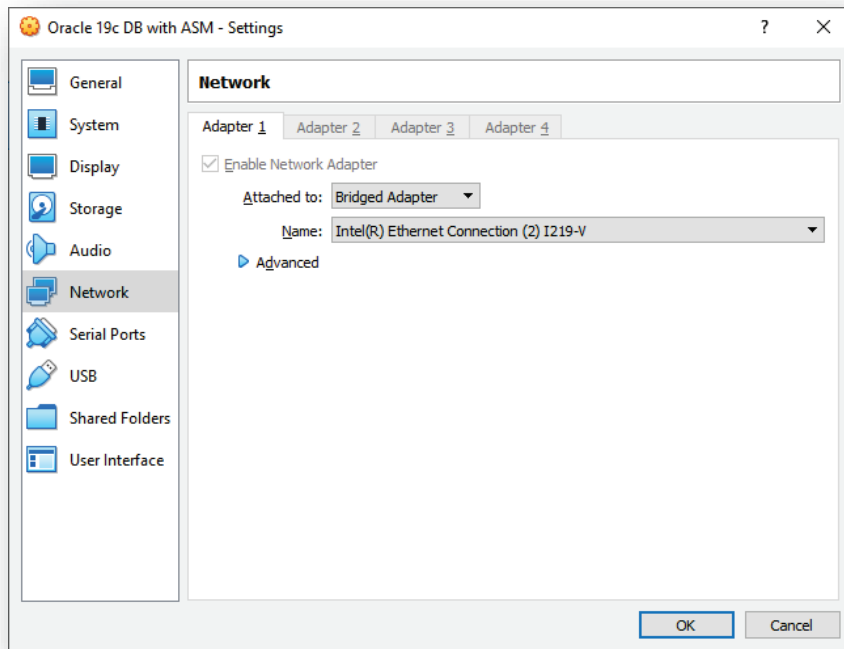 Oracle 19c DB with ASM - Settings
?
General
System
Display
Storage
Audio
Network
Serial Ports
USB
Shared Folders
User Interface
Network
Adapter 1
Adapter 2
Adapter 3
Adapter 4
Enable Network Adapter
Attached to: Bridged Adapter
Name: Intel(R) Ethernet Connection (2) I219-V
Advanced
OK
Cancel